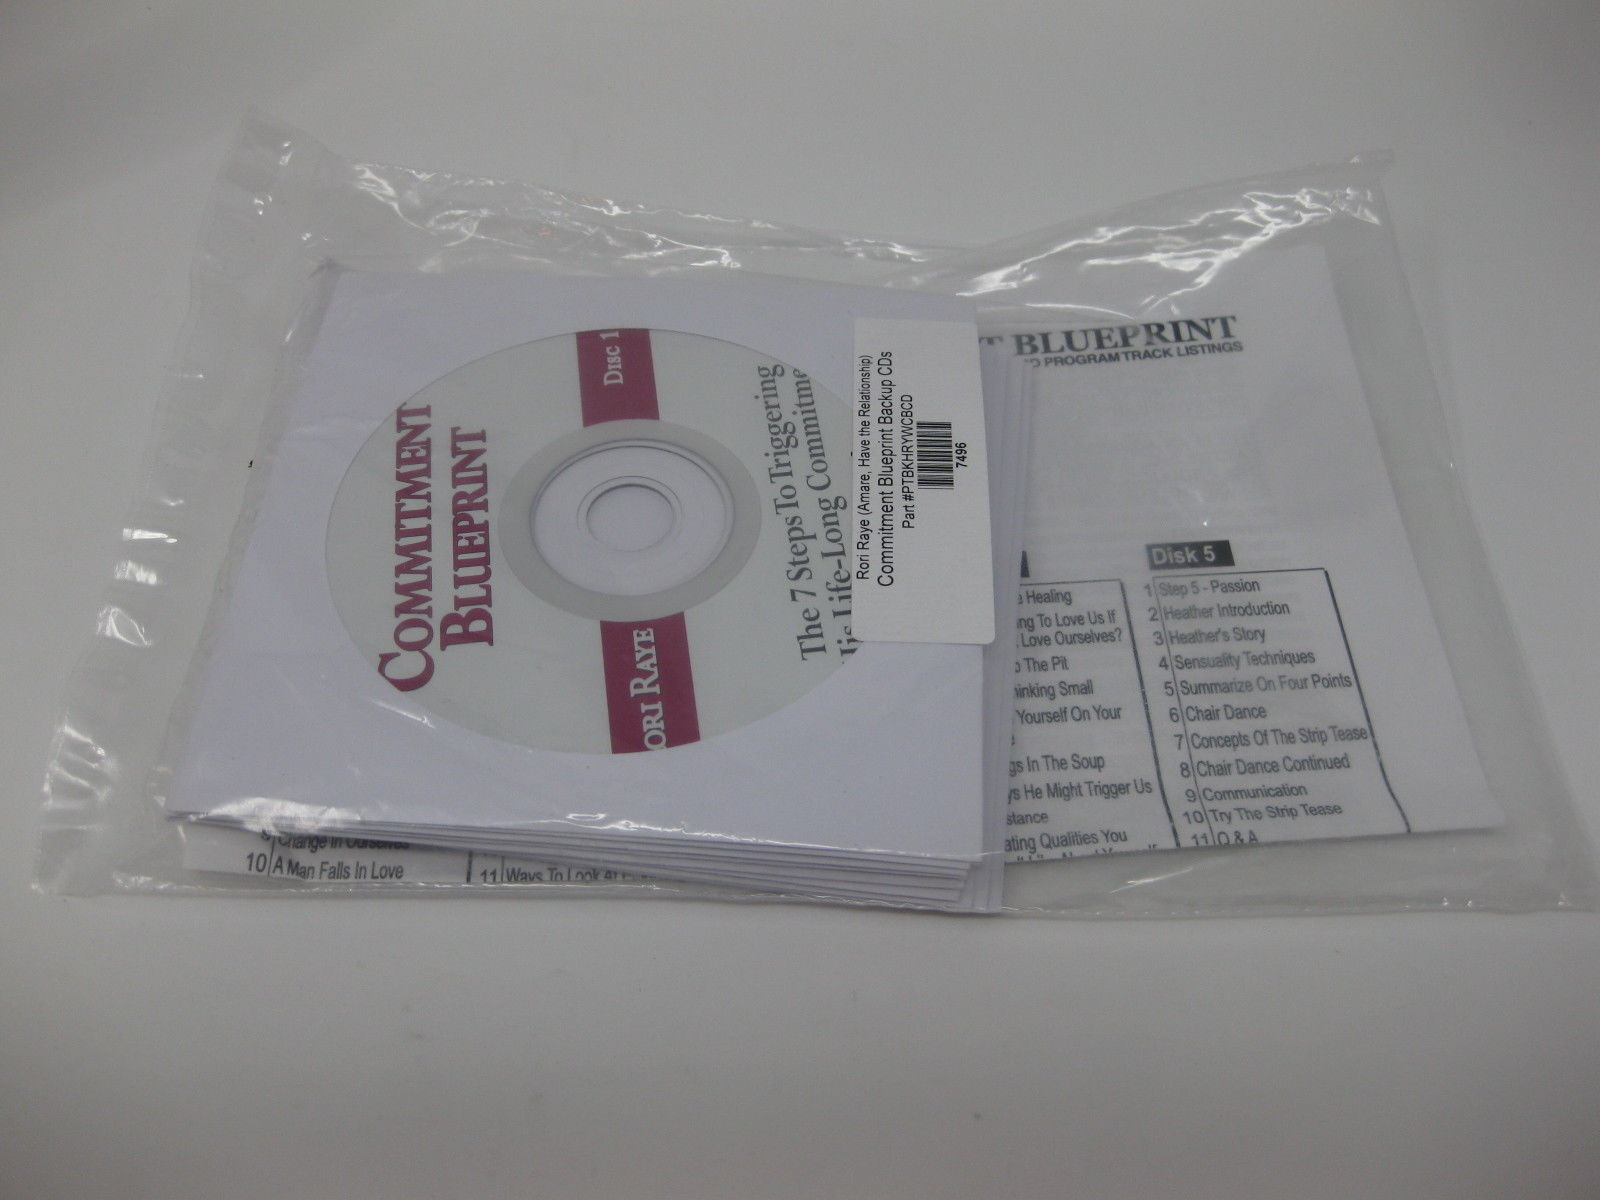 COMMITMENT
BLUEPRINT
DISC 1
RORI RAYE
The 7 Steps To Triggering
Life-Long
Rori Raye (Amare, Have the Relationship)
Commitment Blueprint Backup CDs
Part #PTBKHRYWCBCD
7496
BLUEPRINT
PROGRAM TRACK LISTINGS
Healing
To Love Us If
Love Ourselves?
The Pit
Small
Yourself On Your
In The Soup
He Might Trigger Us
Qualities You
Disk 5
1 Step 5 - Passion
2 Heather Introduction
3 Heather's Story
4 Sensuality Techniques
5 Summarize On Four Points
6 Chair Dance
7 Concepts Of The Strip Tease
8 Chair Dance Continued
9 Communication
10 Try The Strip Tease
11 Q & A
9 Change In Ourselves
10 A Man Falls In Love
11 Ways To Look At